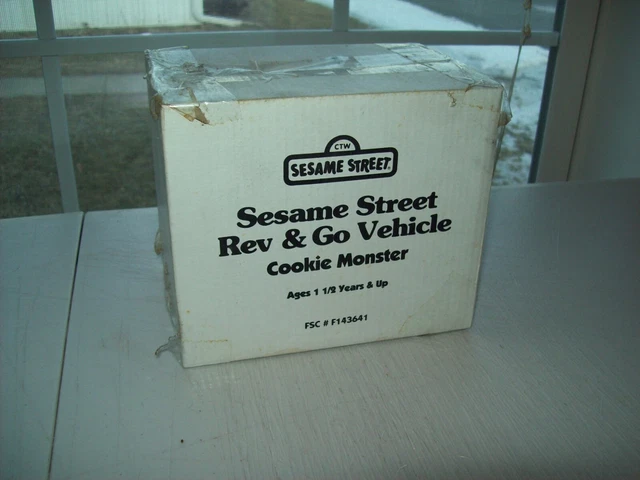 CTW
SESAME STREET
Sesame Street
Rev & Go Vehicle
Cookie Monster
Ages 1 1/2 Years & Up
FSC # F143641